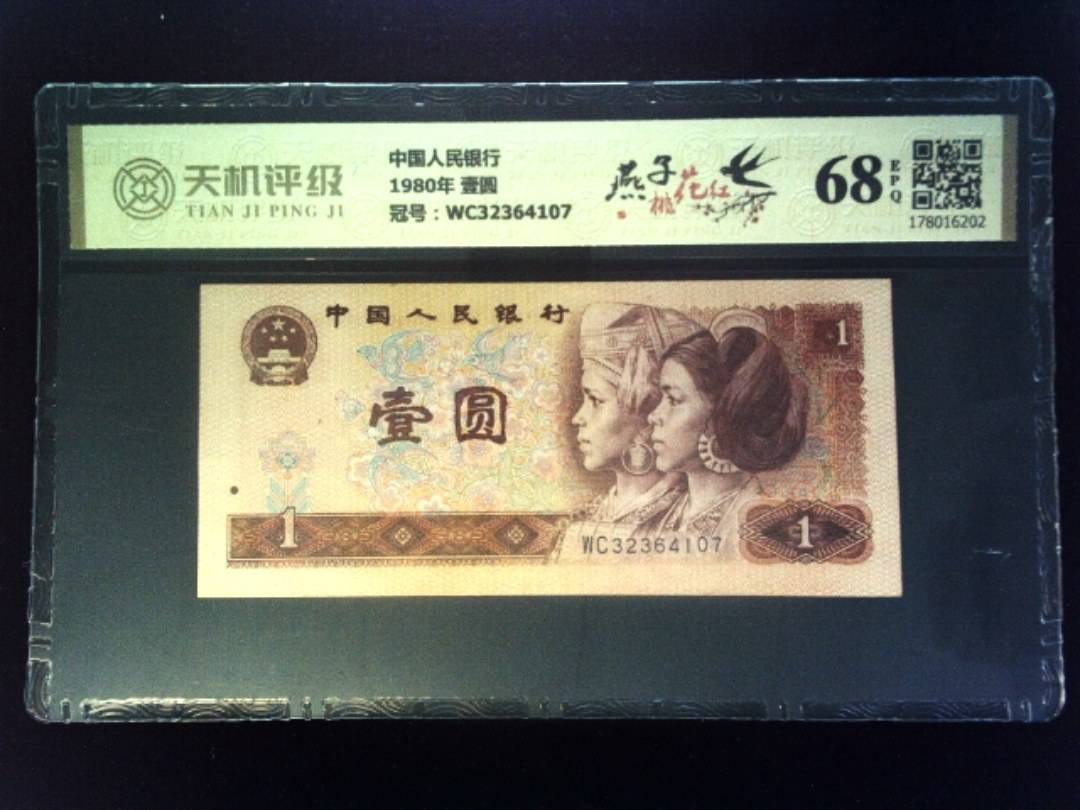 天机评级
TIAN JI PING JI
中国人民银行
1980年 壹圆
冠号：WC32364107
燕子
桃花红
68 EPQ
178016202
中国人民银行
1
壹圆
1
WC32364107
1